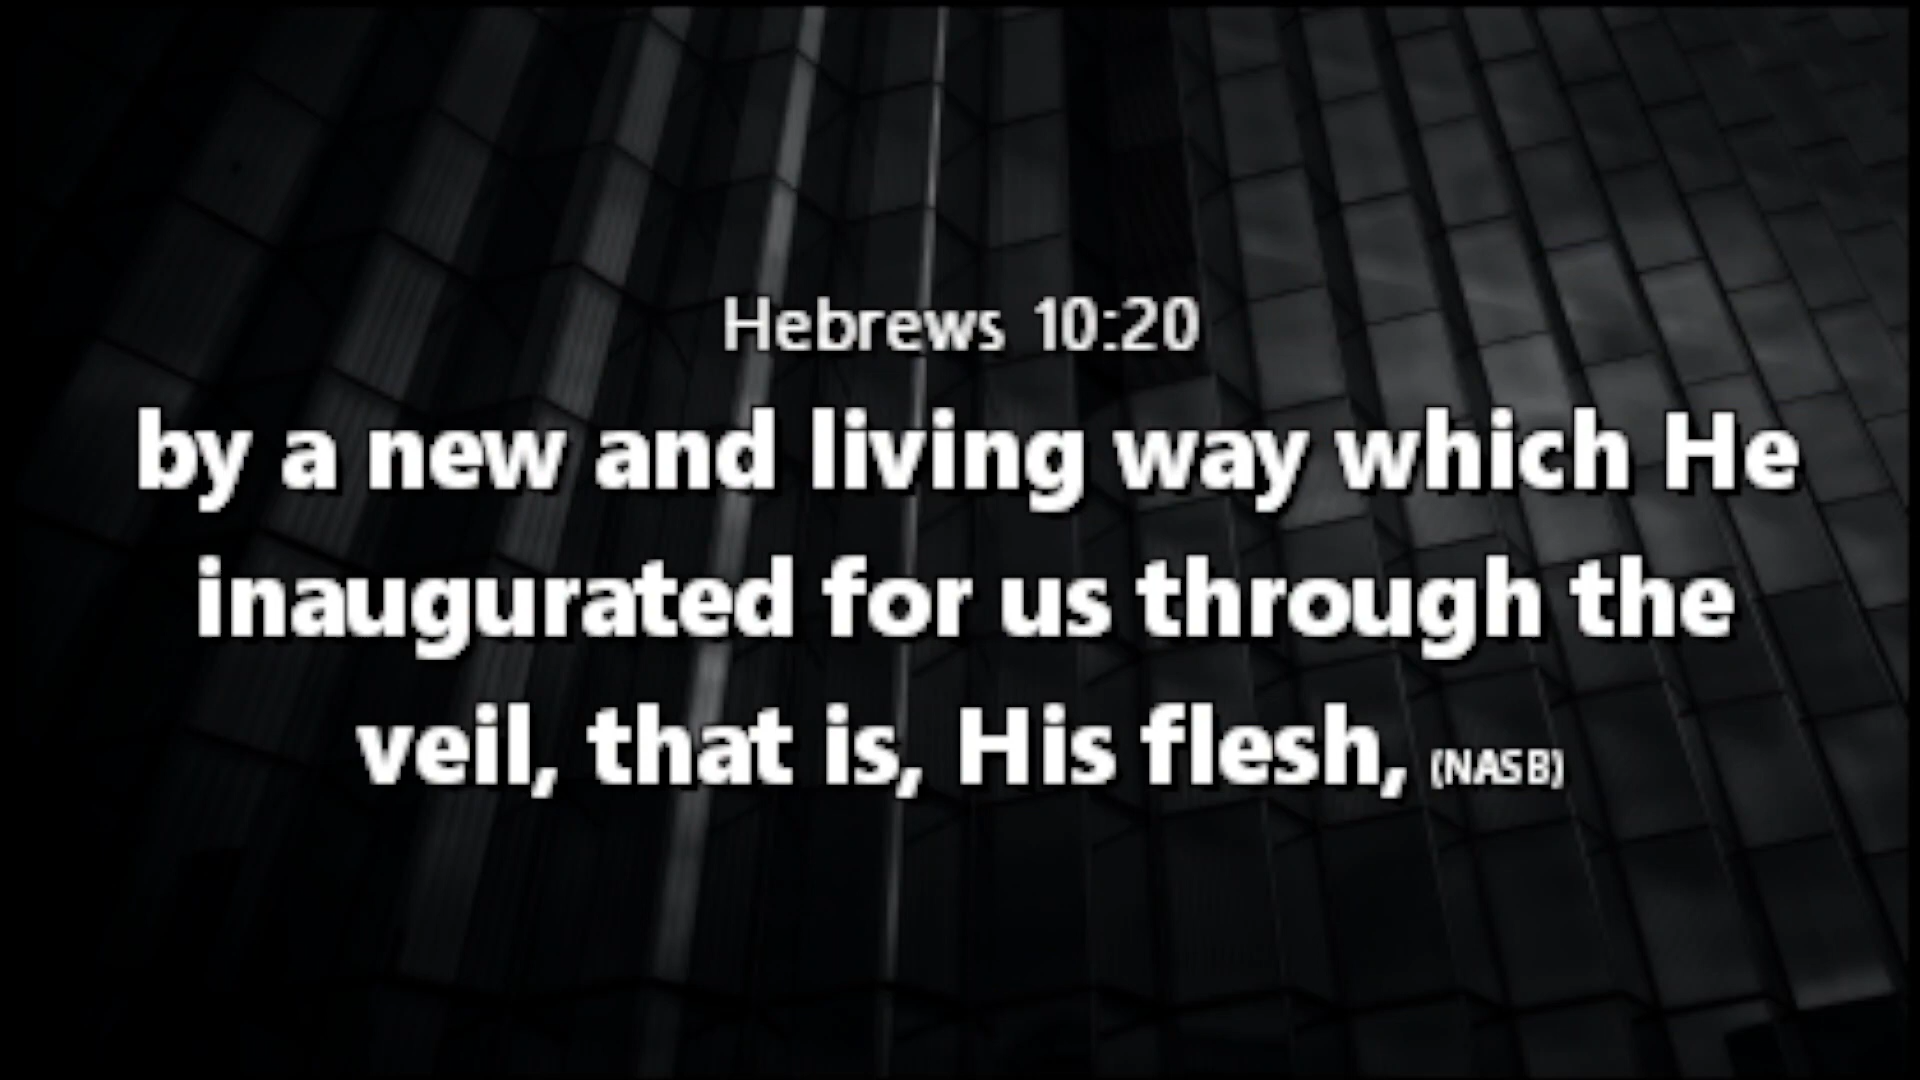 Hebrews 10:20
by a new and living way which He
inaugurated for us through the
veil, that is, His flesh, (NASB)